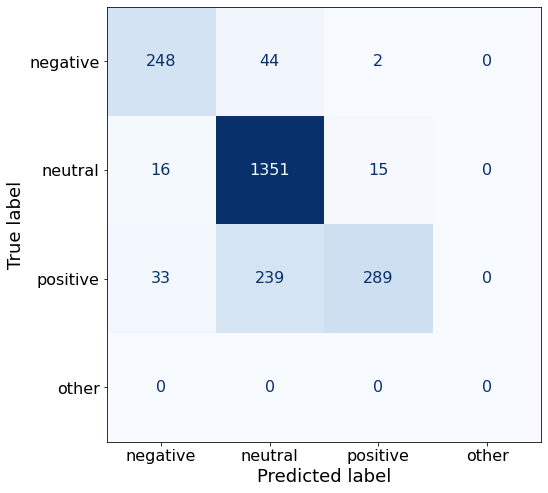 negative 248 44 2 0
neutral 16 1351 15 0
positive 33 239 289 0
other 0 0 0 0
negative neutral positive other
Predicted label
True label